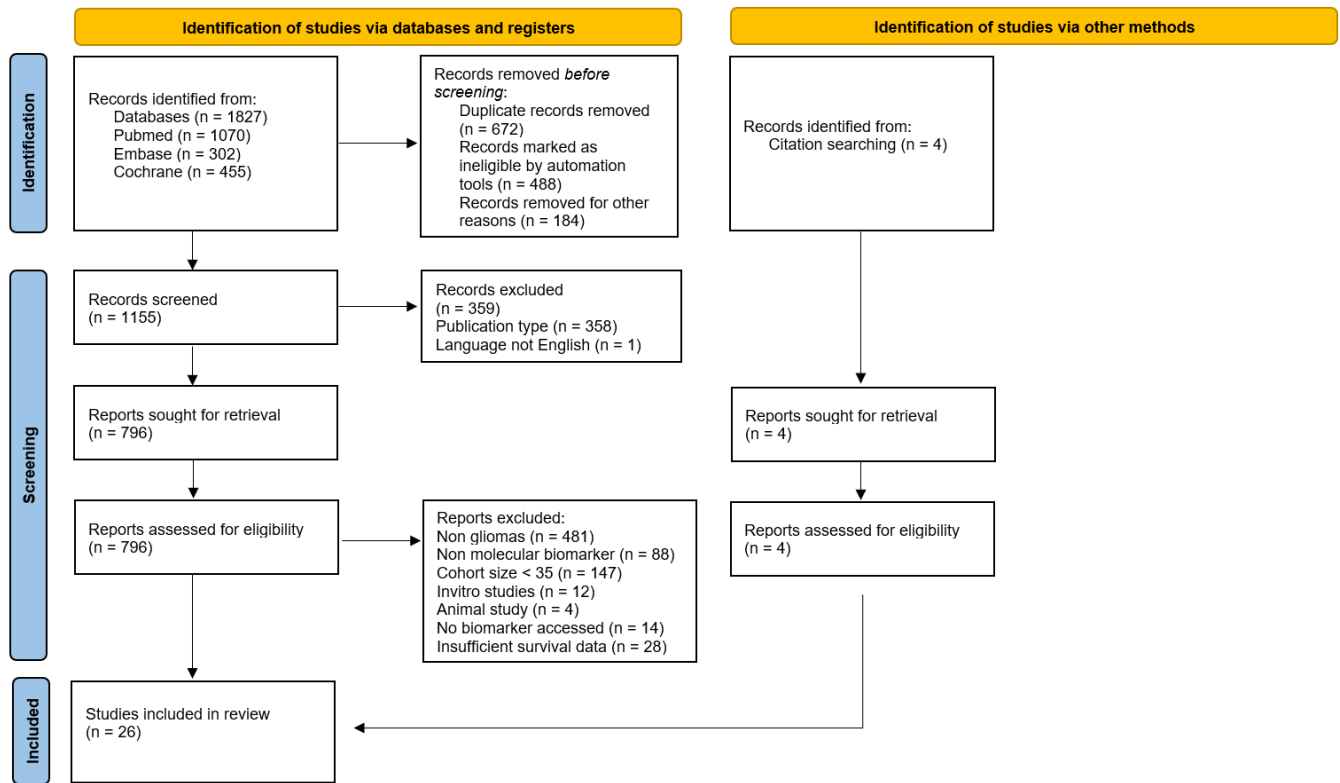 Identification of studies via databases and registers
Identification of studies via other methods
Identification
Records identified from:
Databases (n = 1827)
Pubmed (n = 1070)
Embase (n = 302)
Cochrane (n = 455)
Records removed before
screening:
Duplicate records removed
(n = 672)
Records marked as
ineligible by automation
tools (n = 488)
Records removed for other
reasons (n = 184)
Records identified from:
Citation searching (n = 4)
Screening
Records screened
(n = 1155)
Records excluded
(n = 359)
Publication type (n = 358)
Language not English (n = 1)
Reports sought for retrieval
(n = 796)
Reports sought for retrieval
(n = 4)
Reports assessed for eligibility
(n = 796)
Reports excluded:
Non gliomas (n = 481)
Non molecular biomarker (n = 88)
Cohort size < 35 (n = 147)
Invitro studies (n = 12)
Animal study (n = 4)
No biomarker accessed (n = 14)
Insufficient survival data (n = 28)
Reports assessed for eligibility
(n = 4)
Included
Studies included in review
(n = 26)